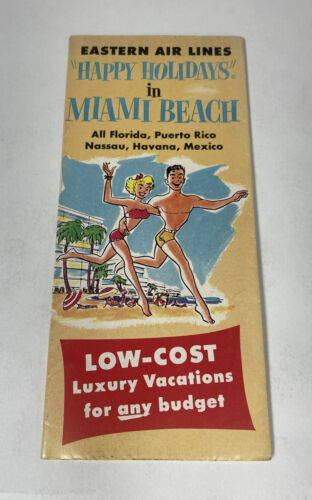 EASTERN AIR LINES
"HAPPY HOLIDAYS"
in
MIAMI BEACH
All Florida, Puerto Rico
Nassau, Havana, Mexico
LOW-COST
Luxury Vacations
for any budget